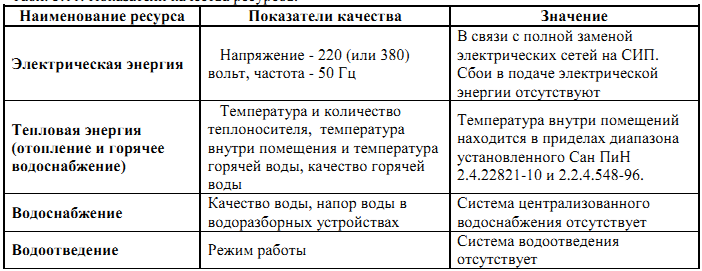 Наименование ресурса
Показатели качества
Значение
Электрическая энергия
Напряжение - 220 (или 380)
вольт, частота - 50 Гц
В связи с полной заменой
электрических сетей на СИП.
Сбои в подаче электрической
энергии отсутствуют
Тепловая энергия
(отопление и горячее
водоснабжение)
Температура и количество
теплоносителя, температура
внутри помещения и температура
горячей воды, качество горячей
воды
Температура внутри помещений
находится в приделах диапазона
установленного Сан ПиН
2.4.22821-10 и 2.2.4.548-96.
Водоснабжение
Качество воды, напор воды в
водоразборных устройствах
Система централизованного
водоснабжения отсутствует
Водоотведение
Режим работы
Система водоотведения
отсутствует